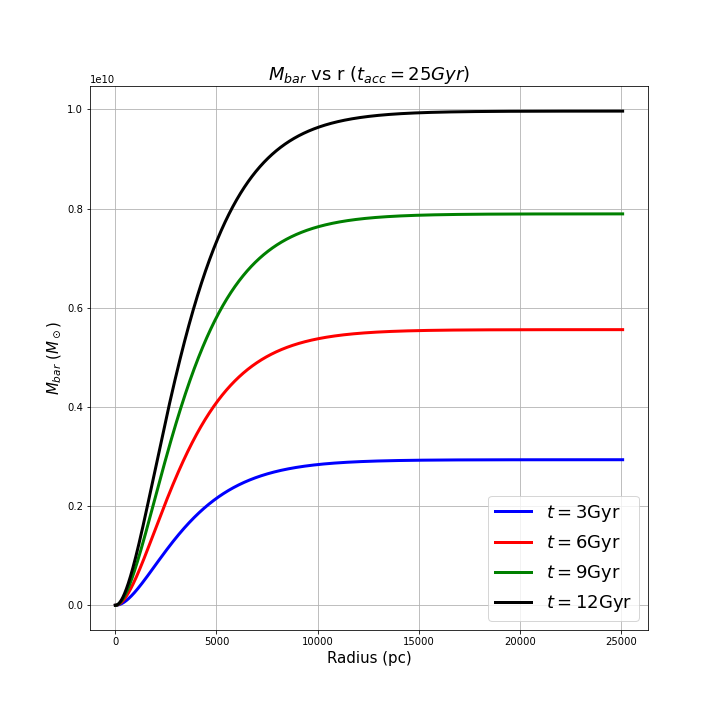 M_bar vs r (t_acc = 25Gyr)
1e10
1.0
0.8
0.6
0.4
0.2
0.0
M_bar (M_⊙)
0 5000 10000 15000 20000 25000
Radius (pc)
t = 3Gyr
t = 6Gyr
t = 9Gyr
t = 12Gyr